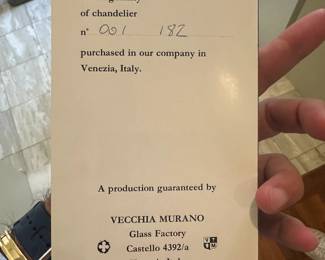 of chandelier
n° 001 182
purchased in our company in
Venezia, Italy.
A production guaranteed by
VECCHIA MURANO
Glass Factory
Castello 4392/a
V T
M